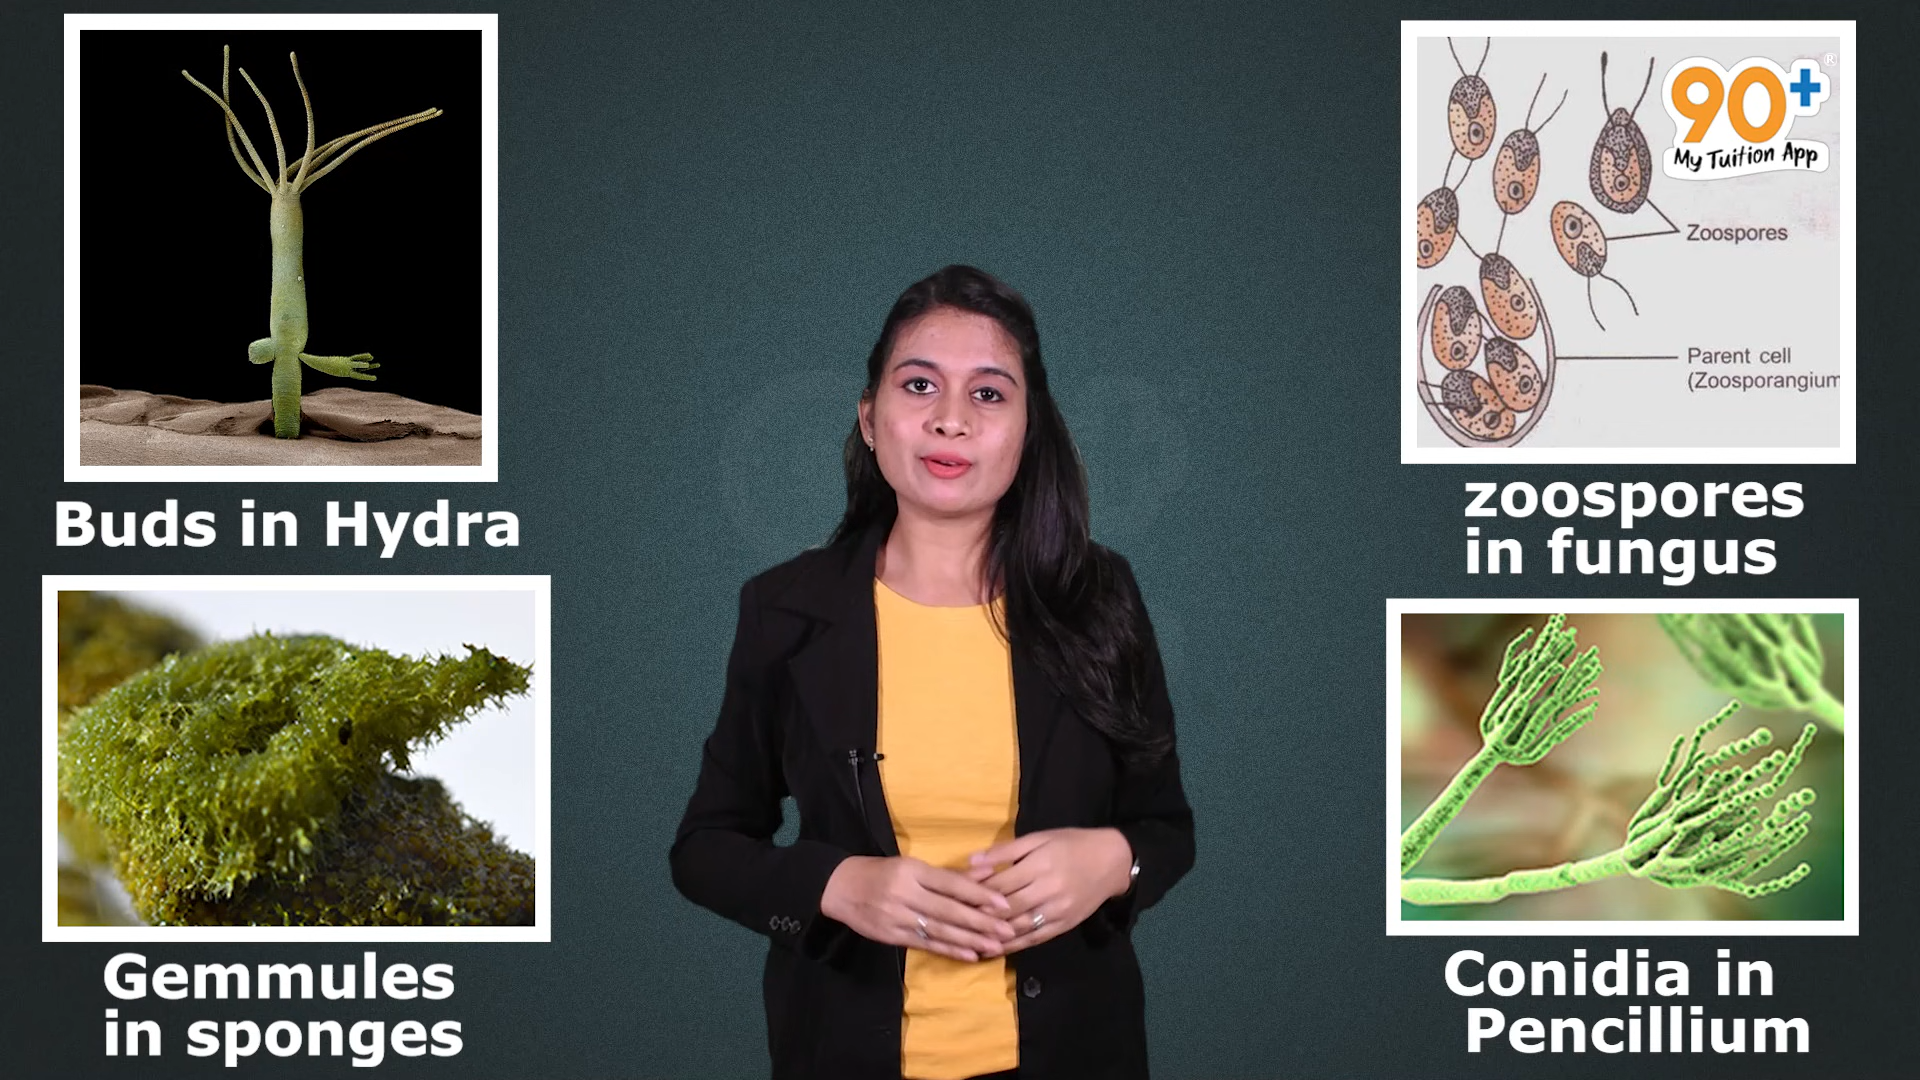 90+
®
My Tuition App
Zoospores
Parent cell
(Zoosporangium
Buds in Hydra
zoospores
in fungus
Gemmules
in sponges
Conidia in
Pencillium